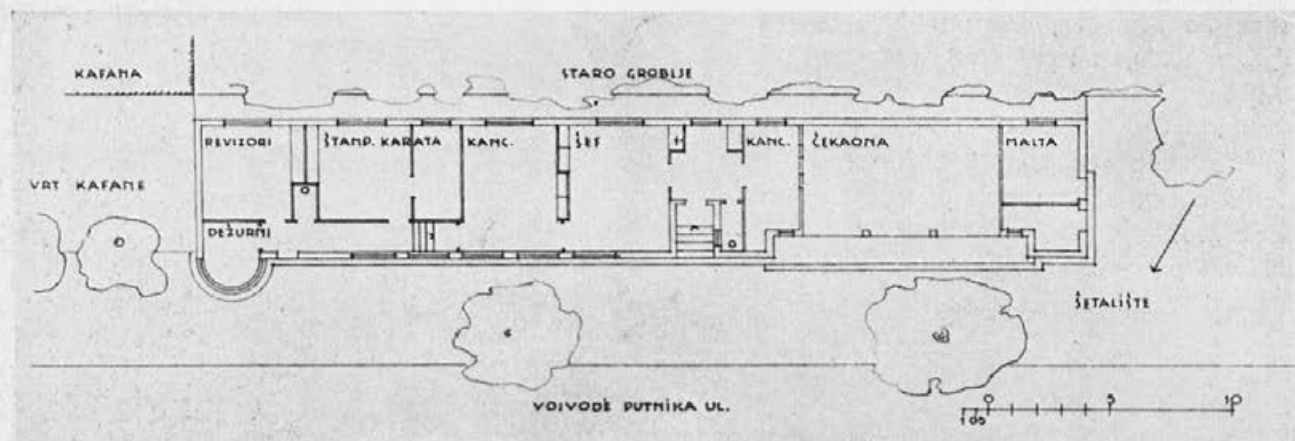 KAFANA
STARO GROBLJE
REVIZORI
ŠTAMP. KARATA
KANC.
ŠEF
KANC.
ČEKAONA
MALTA
VRT KAFANE
DEŽURNI
ŠETALIŠTE
VOJVODE PUTNIKA UL.
0 5 10